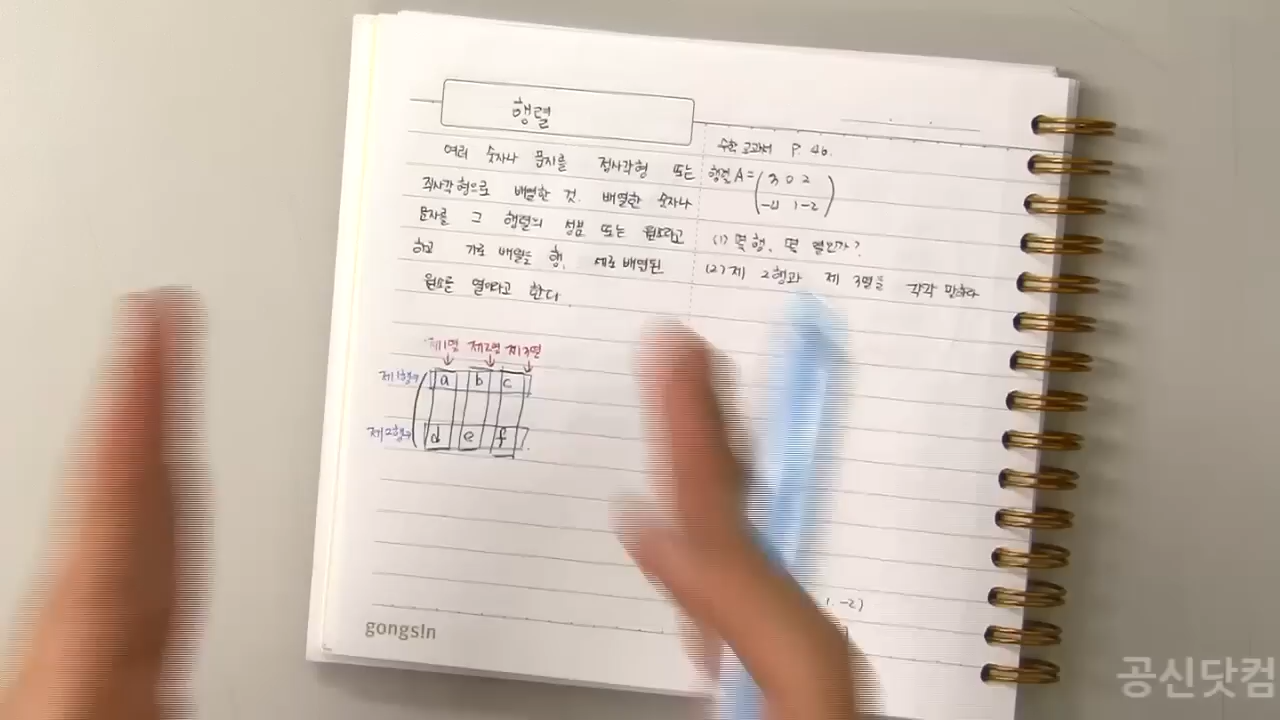 행렬
여러 숫자나 문자를 정사각형 또는
직사각형으로 배열한 것. 배열한 숫자나
문자를 그 행렬의 성분 또는 원소라고
하고 가로 배열을 행, 세로 배열된
원소를 열이라고 한다.
제1열 제2열 제3열
제1행→ a b c
제2행→ d e f
수학 교과서 P. 46.
행렬 A = ( 3 0 2
-4 1 -2 )
(1) 몇 행, 몇 열인가?
(2) 제 2행과 제 3열을 각각 말하라
1. -2)
gongs!n
공신닷컴